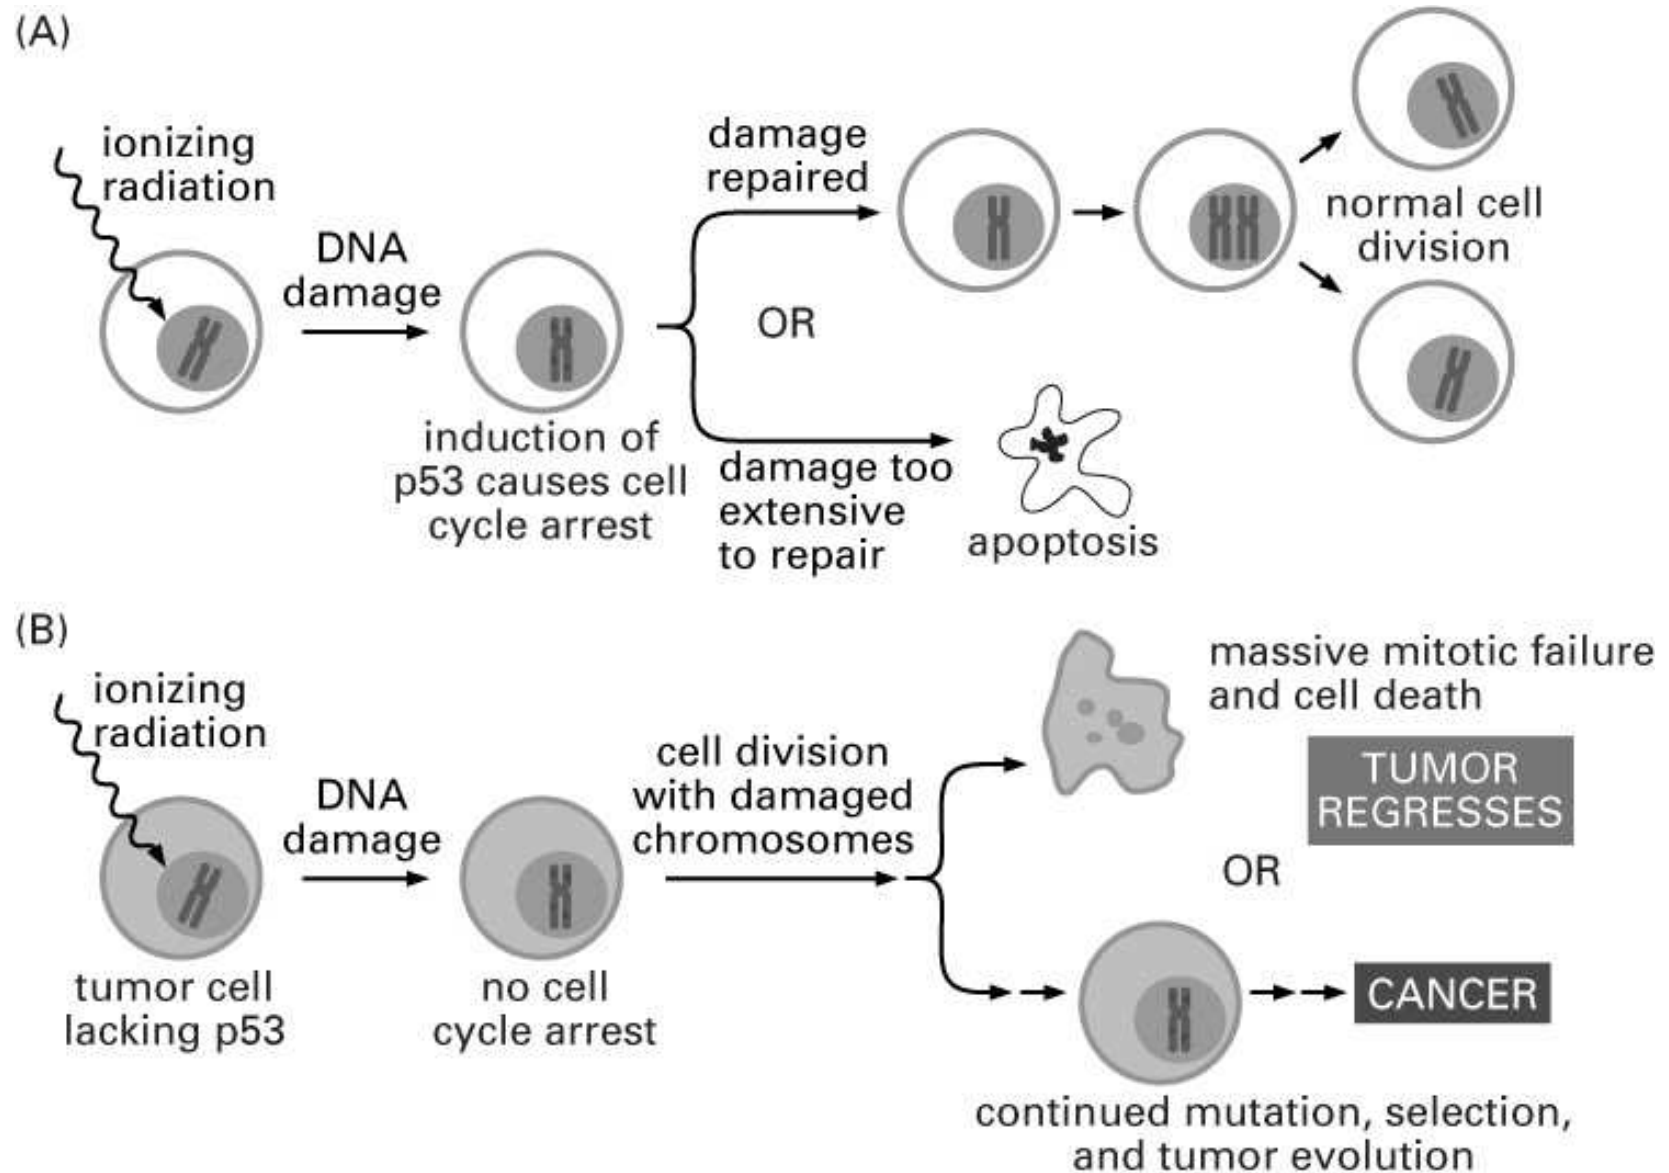 (A)
ionizing
radiation
DNA
damage
induction of
p53 causes cell
cycle arrest
damage
repaired
OR
damage too
extensive
to repair
apoptosis
normal cell
division
(B)
ionizing
radiation
tumor cell
lacking p53
DNA
damage
no cell
cycle arrest
cell division
with damaged
chromosomes
massive mitotic failure
and cell death
TUMOR
REGRESSES
OR
CANCER
continued mutation, selection,
and tumor evolution